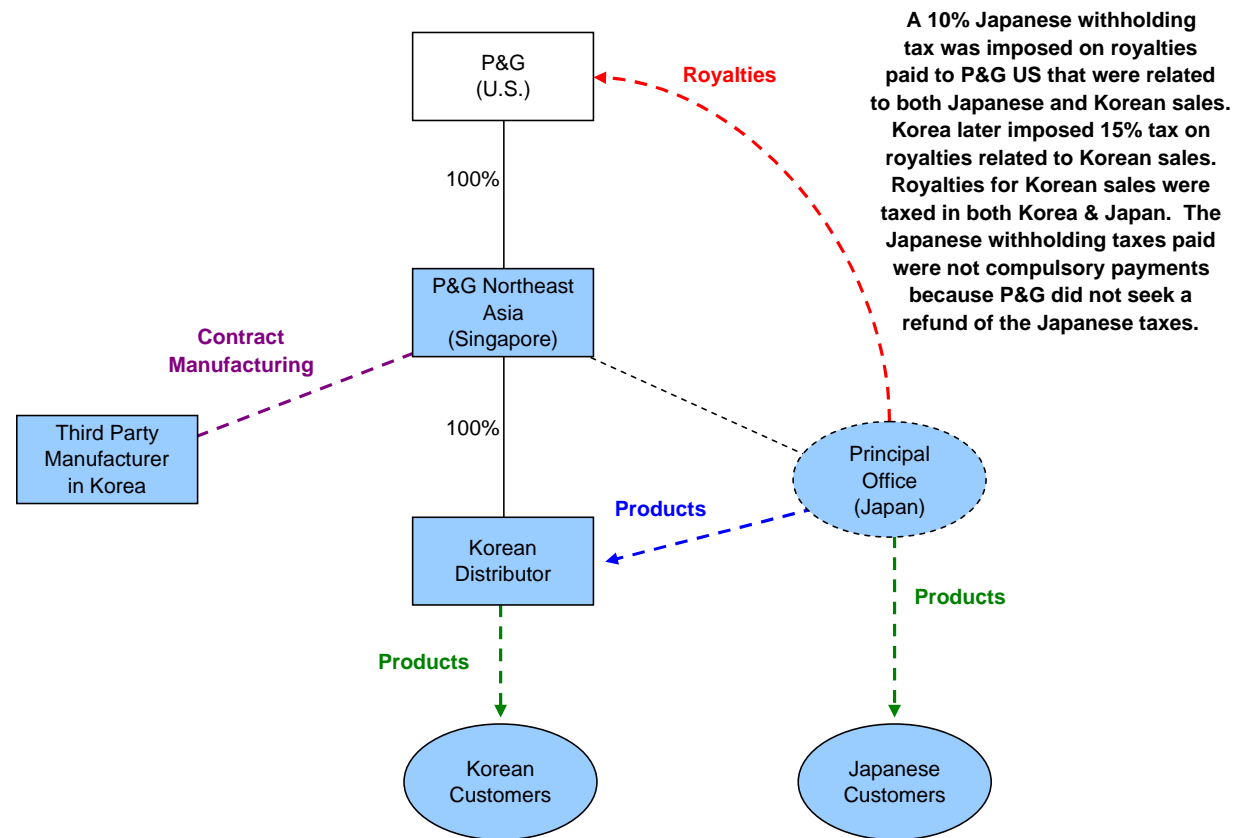 A 10% Japanese withholding
tax was imposed on royalties
paid to P&G US that were related
to both Japanese and Korean sales.
Korea later imposed 15% tax on
royalties related to Korean sales.
Royalties for Korean sales were
taxed in both Korea & Japan.  The
Japanese withholding taxes paid
were not compulsory payments
because P&G did not seek a
refund of the Japanese taxes.
P&G
(U.S.)
Royalties
100%
P&G Northeast
Asia
(Singapore)
Contract
Manufacturing
Third Party
Manufacturer
in Korea
100%
Principal
Office
(Japan)
Products
Korean
Distributor
Products
Products
Korean
Customers
Japanese
Customers